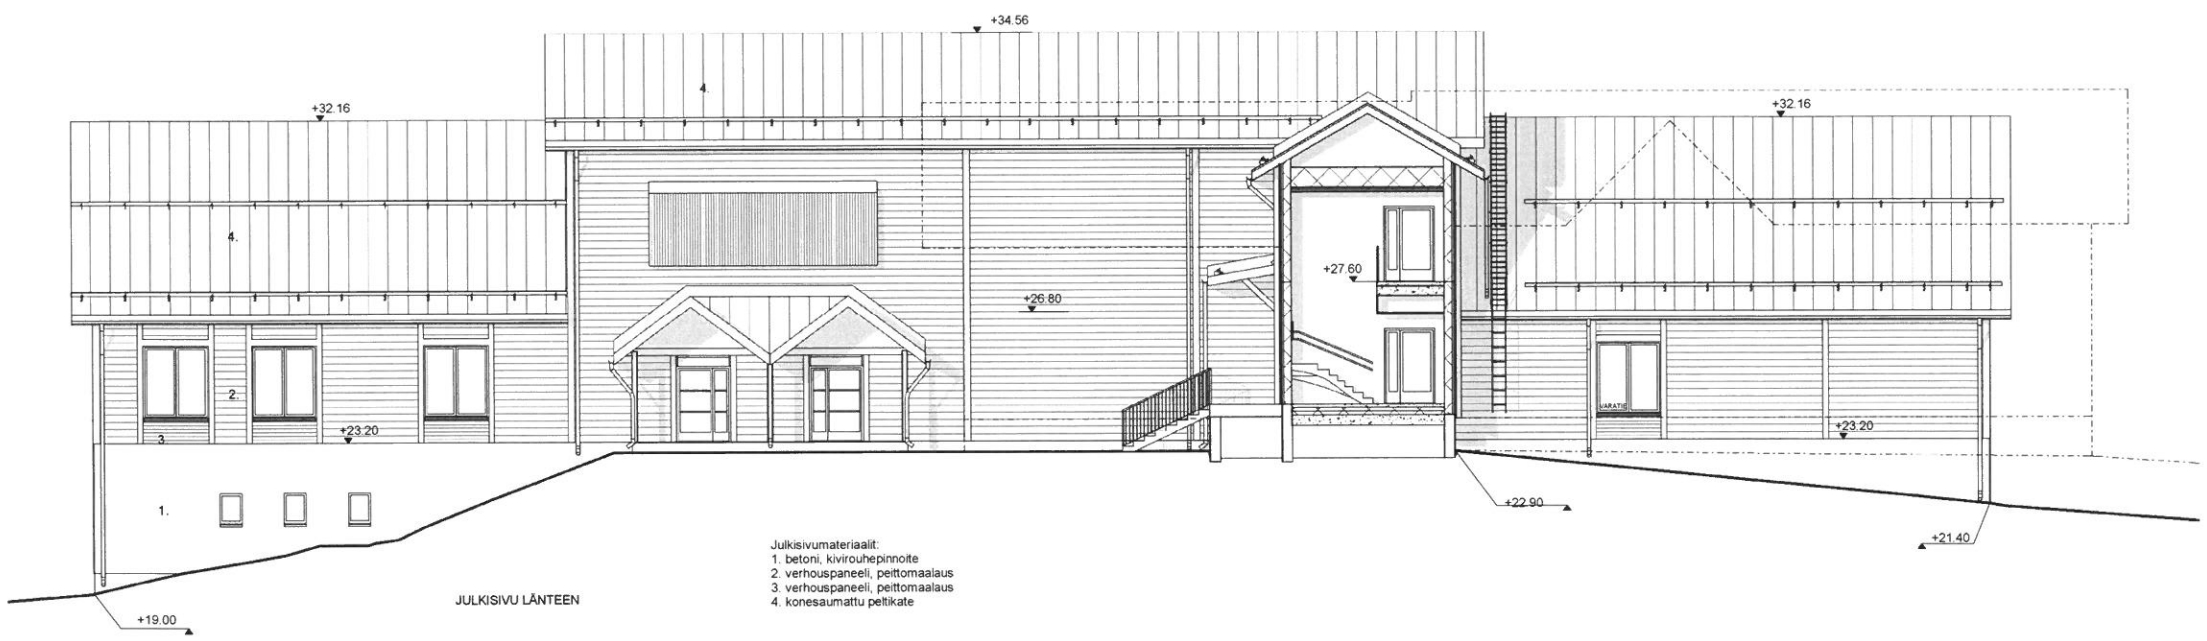 +34.56
4.
+32.16
+32.16
4.
+27.60
+26.80
2.
VARATIE
3.
+23.20
+23.20
1.
+22.90
+21.40
Julkisivumateriaalit:
1. betoni, kivirouhepinnoite
2. verhouspaneeli, peittomaalaus
3. verhouspaneeli, peittomaalaus
4. konesaumattu peltikate
JULKISIVU LÄNTEEN
+19.00